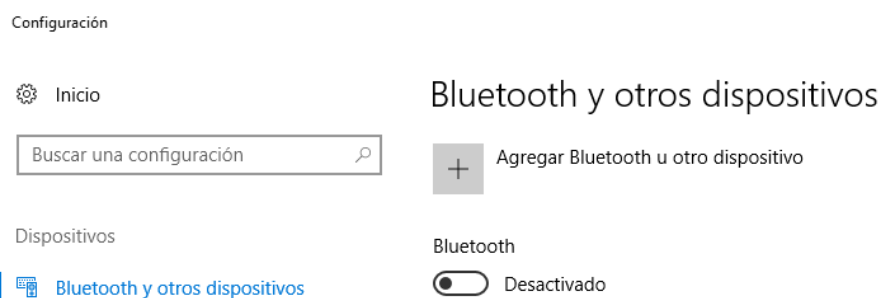 Configuración
Inicio
Buscar una configuración
Dispositivos
Bluetooth y otros dispositivos
Bluetooth y otros dispositivos
Agregar Bluetooth u otro dispositivo
Bluetooth
Desactivado